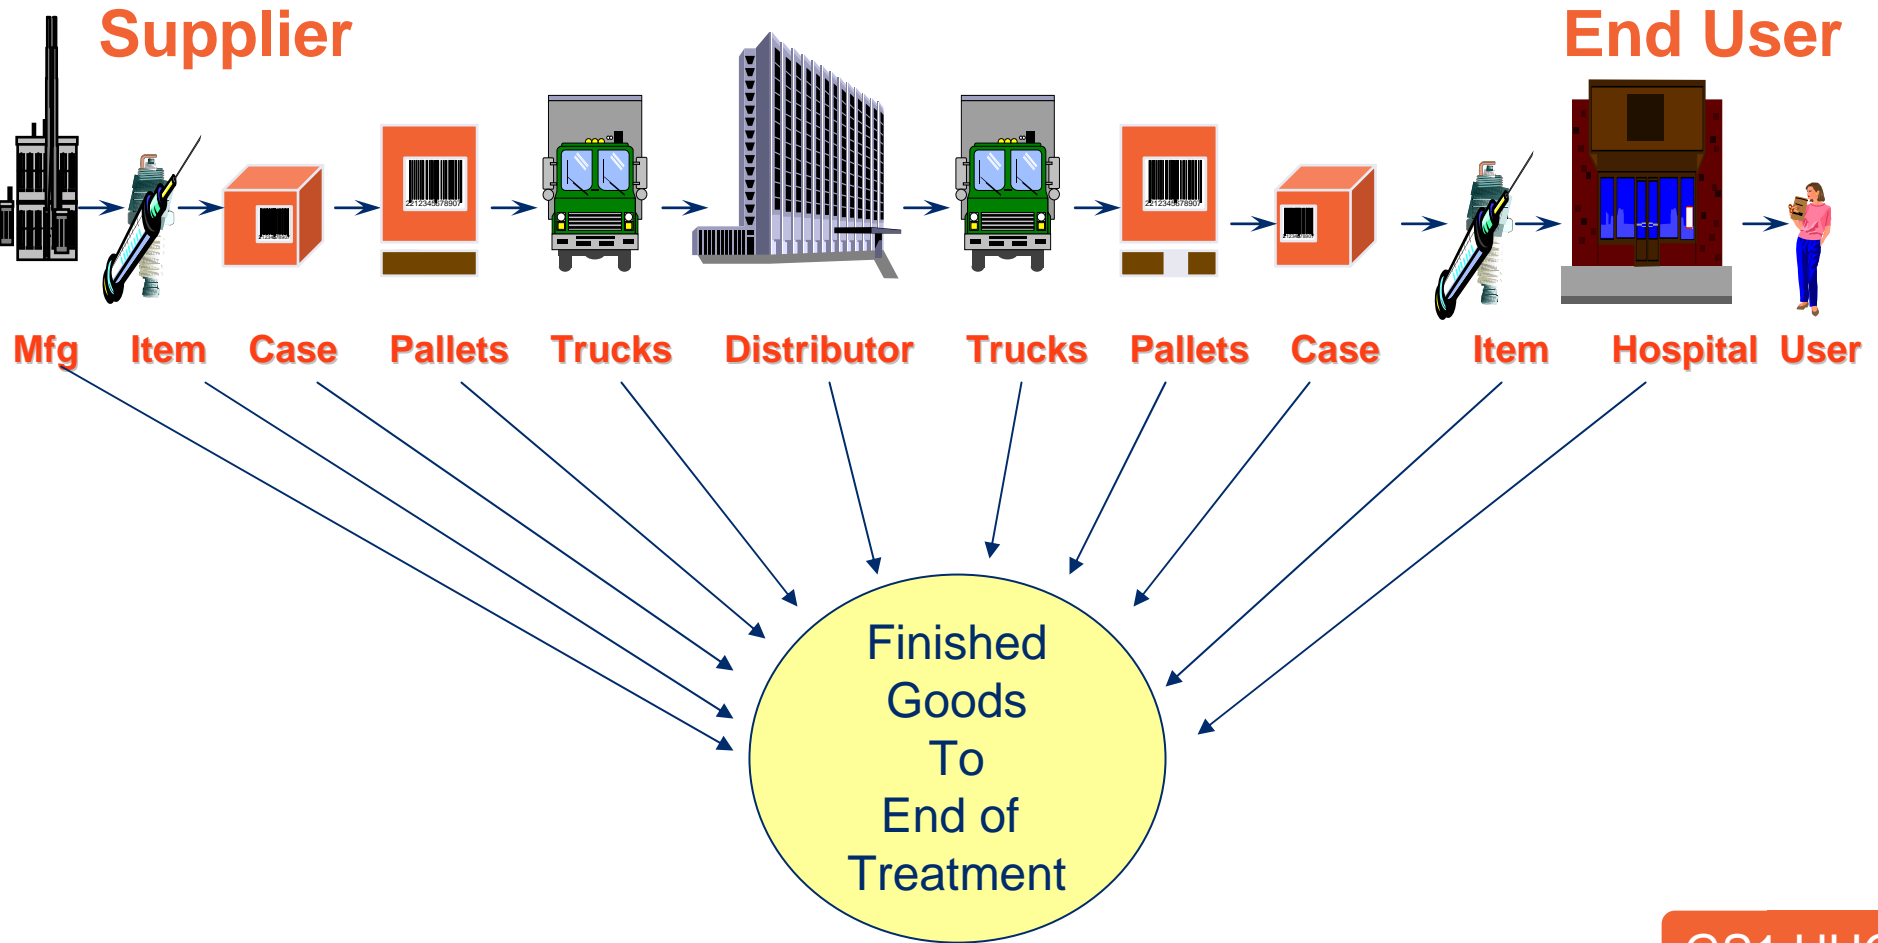 Supplier
End User
Mfg Item Case Pallets Trucks Distributor Trucks Pallets Case Item Hospital User
Finished
Goods
To
End of
Treatment